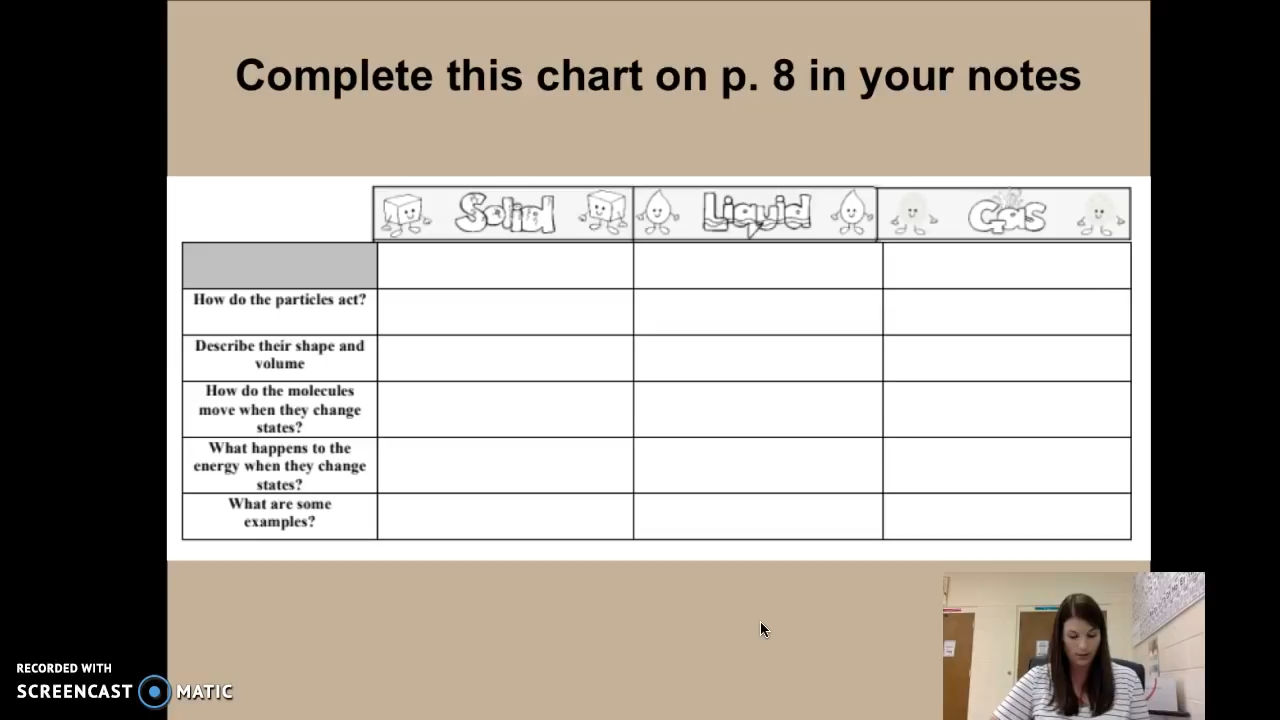 Complete this chart on p. 8 in your notes
Solid Liquid Gas
How do the particles act?
Describe their shape and
volume
How do the molecules
move when they change
states?
What happens to the
energy when they change
states?
What are some
examples?
RECORDED WITH
SCREENCAST MATIC